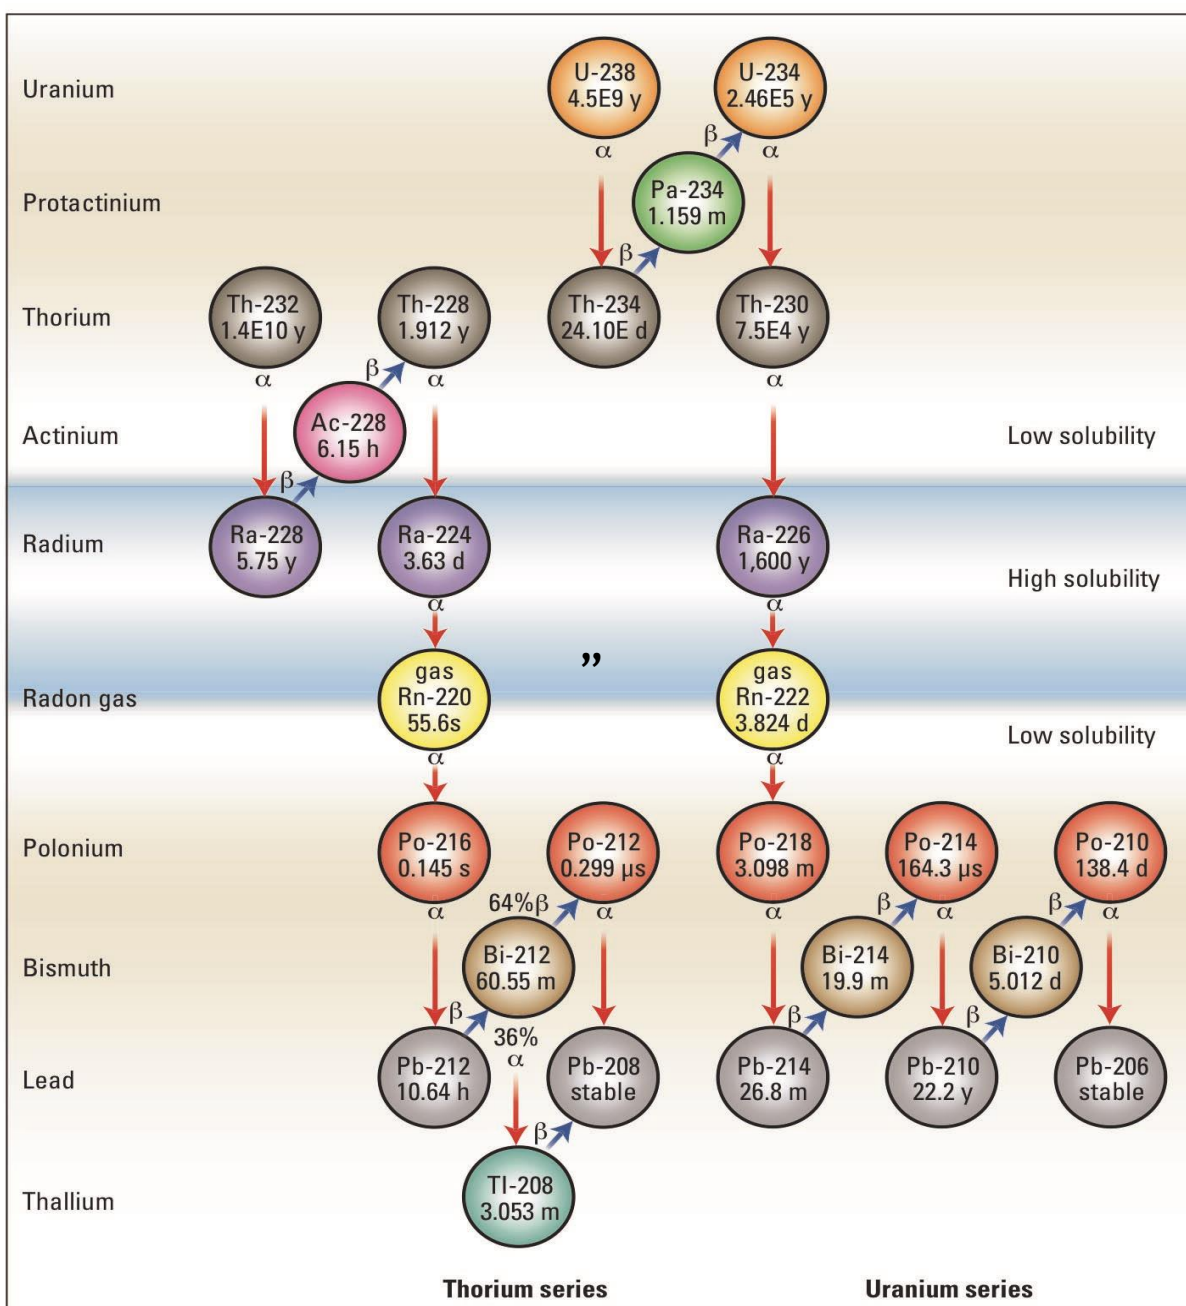 U-238
4.5E9 y
U-234
2.46E5 y
Uranium
α
β
α
Pa-234
1.159 m
Protactinium
β
Th-232
1.4E10 y
Th-228
1.912 y
Th-234
24.10E d
Th-230
7.5E4 y
Thorium
α
β
α
α
Ac-228
6.15 h
Actinium
Low solubility
β
Ra-228
5.75 y
Ra-224
3.63 d
Ra-226
1,600 y
Radium
High solubility
α
α
”
gas
Rn-220
55.6s
gas
Rn-222
3.824 d
Radon gas
Low solubility
α
α
Po-216
0.145 s
Po-212
0.299 µs
Po-218
3.098 m
Po-214
164.3 µs
Po-210
138.4 d
Polonium
α
64%β
α
α
β
α
β
α
Bi-212
60.55 m
Bi-214
19.9 m
Bi-210
5.012 d
Bismuth
β
36%
α
β
β
Pb-212
10.64 h
Pb-208
stable
Pb-214
26.8 m
Pb-210
22.2 y
Pb-206
stable
Lead
β
Tl-208
3.053 m
Thallium
Thorium series
Uranium series